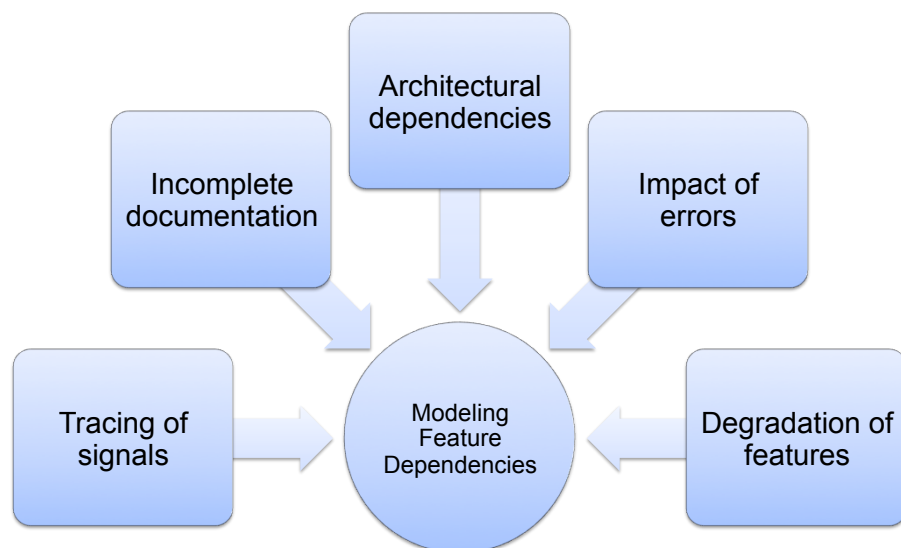 Architectural
dependencies
Incomplete
documentation
Impact of
errors
Tracing of
signals
Modeling
Feature
Dependencies
Degradation of
features